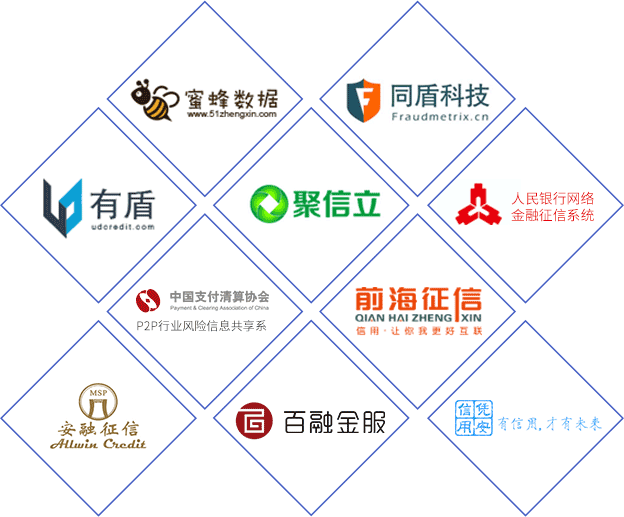 蜜蜂数据
www.51zhengxin.com
同盾科技
Fraudmetrix.cn
有盾
udcredit.com
聚信立
人民银行网络
金融征信系统
中国支付清算协会
Payment & Clearing Association of China
P2P行业风险信息共享系
前海征信
QIAN HAI ZHENG XIN
信用·让你我更好互联
MSP
安融征信
Allwin Credit
百融金服
信凭
用安
有信用,才有未来